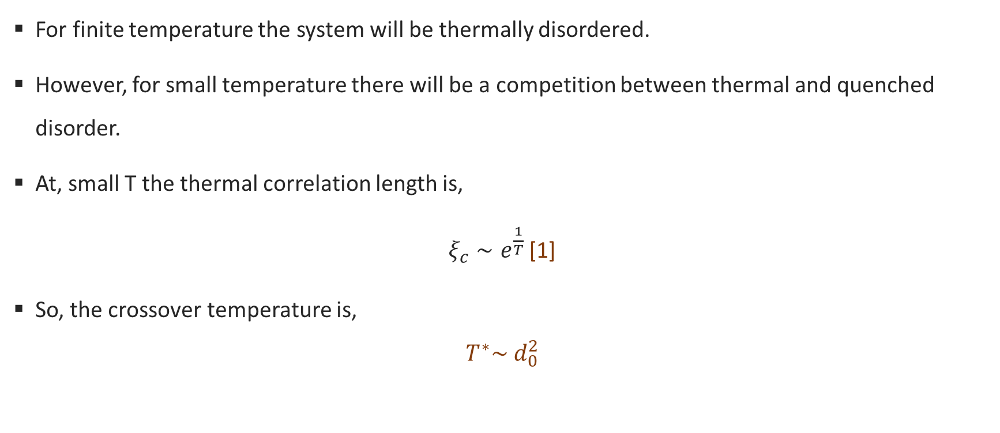 ▪ For finite temperature the system will be thermally disordered.
▪ However, for small temperature there will be a competition between thermal and quenched
disorder.
▪ At, small T the thermal correlation length is,
$\xi_c \sim e^{\frac{1}{T}}$ [1]
▪ So, the crossover temperature is,
$T^* \sim d_0^2$